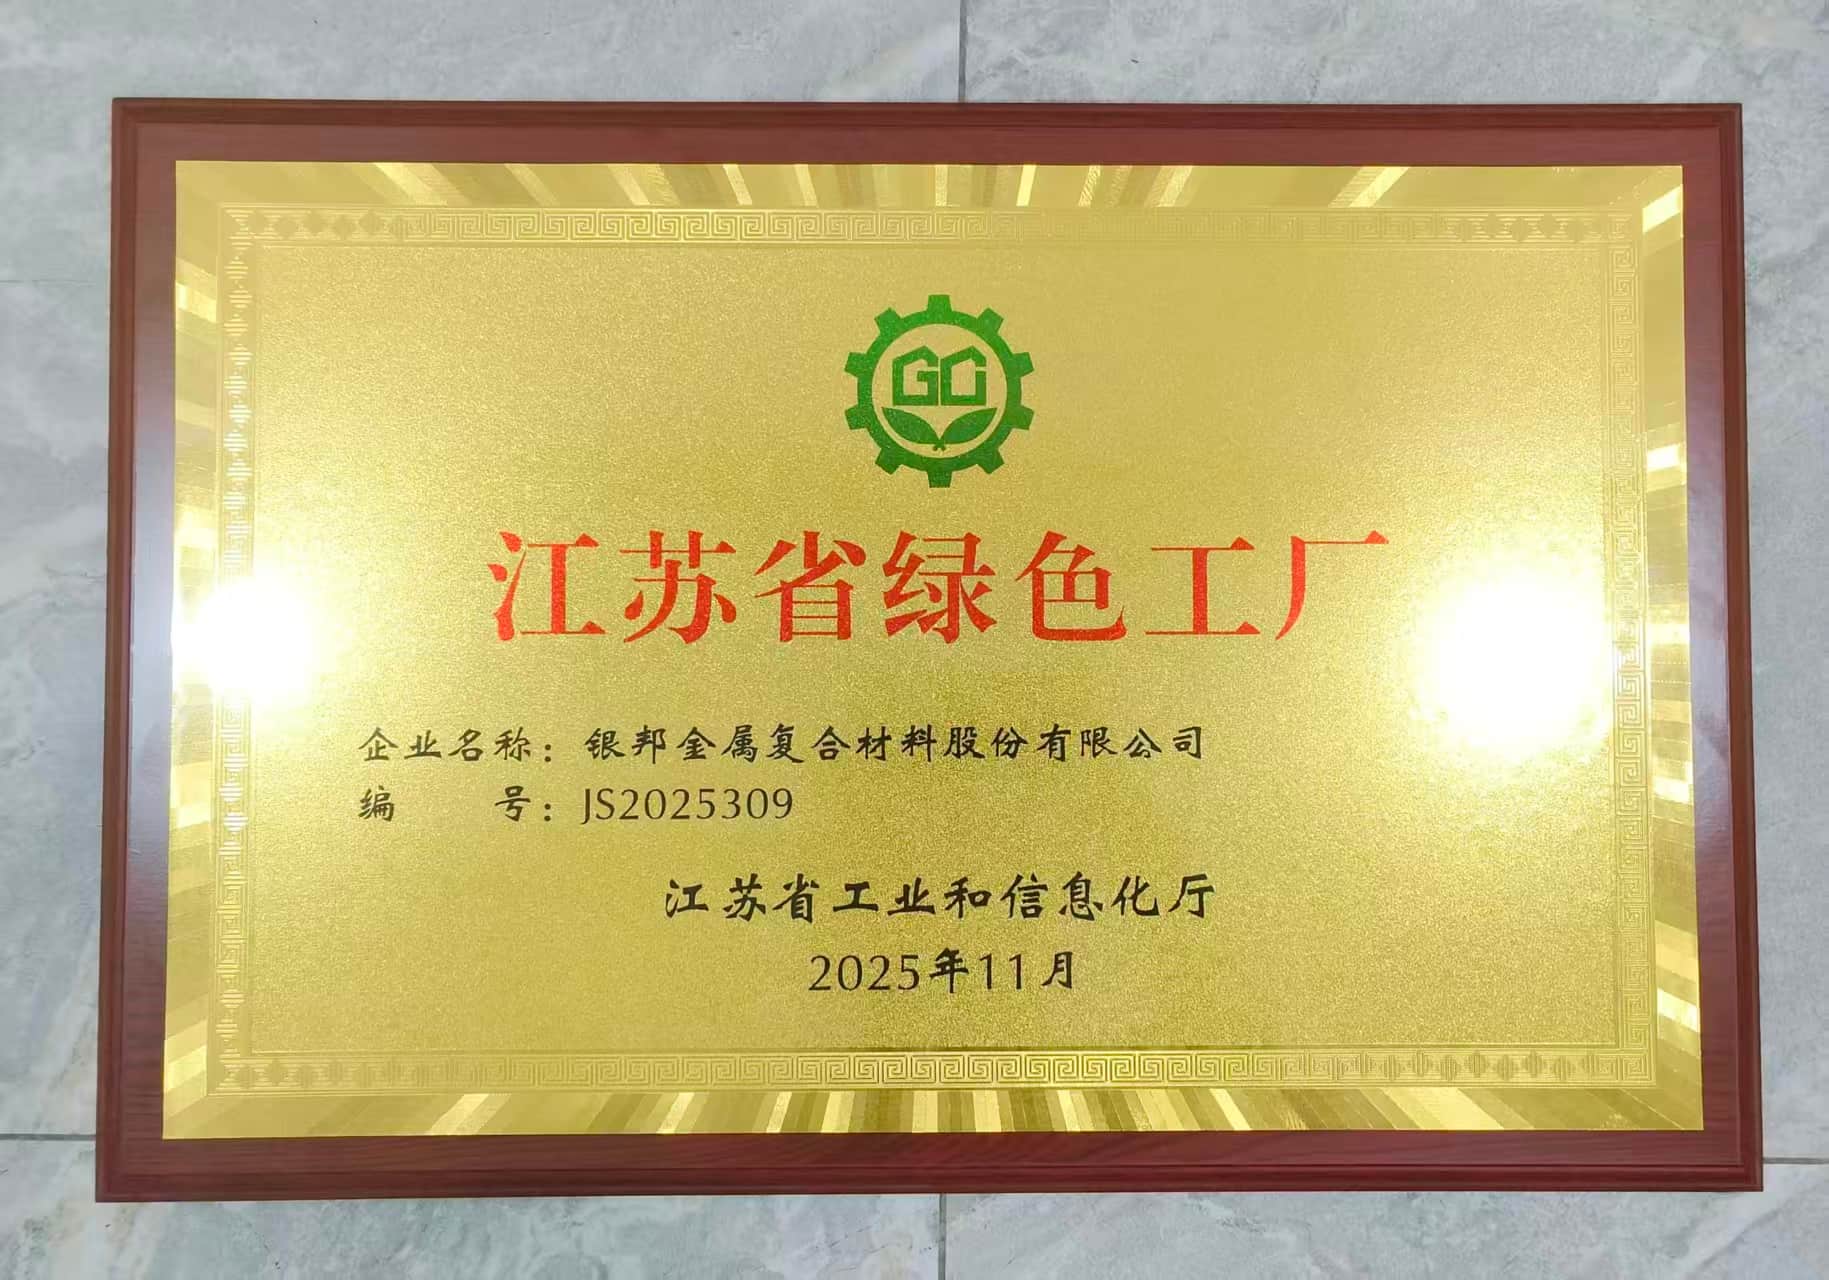 GC
江苏省绿色工厂
企业名称：银邦金属复合材料股份有限公司
编 号：JS2025309
江苏省工业和信息化厅
2025年11月